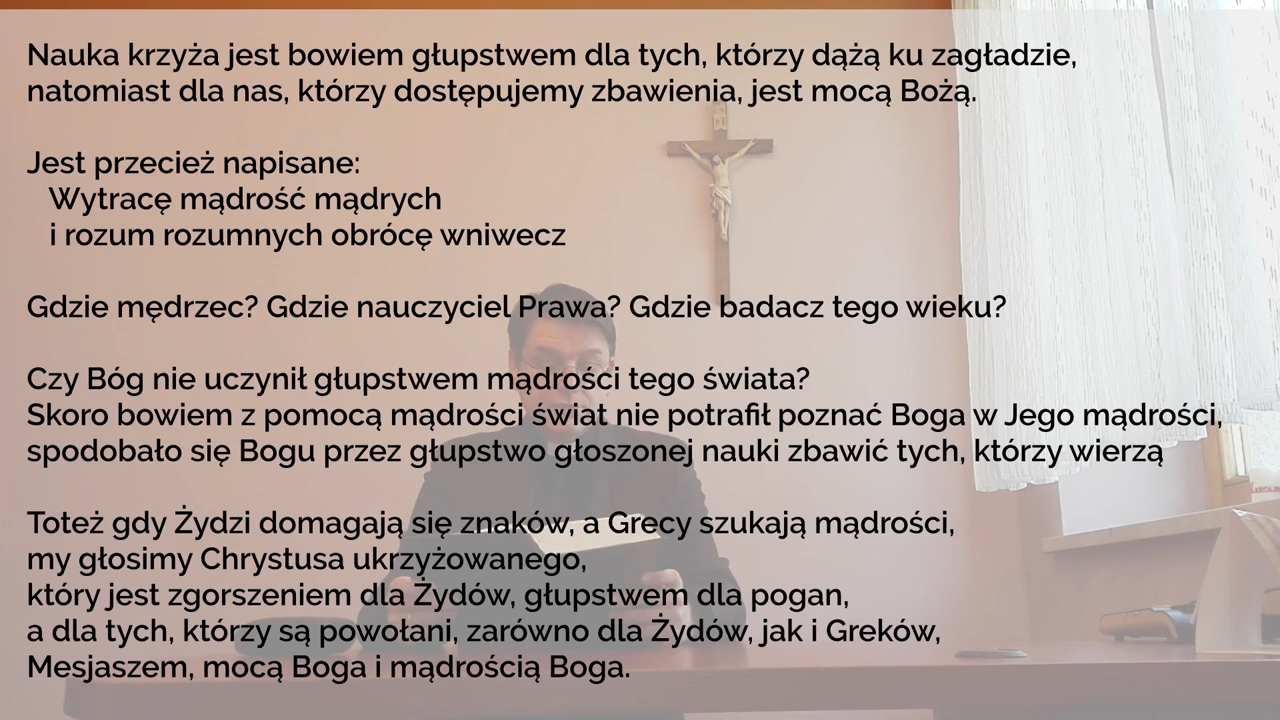 Nauka krzyża jest bowiem głupstwem dla tych, którzy dążą ku zagładzie,
natomiast dla nas, którzy dostępujemy zbawienia, jest mocą Bożą.
Jest przecież napisane:
Wytracę mądrość mądrych
i rozum rozumnych obrócę wniwecz
Gdzie mędrzec? Gdzie nauczyciel Prawa? Gdzie badacz tego wieku?
Czy Bóg nie uczynił głupstwem mądrości tego świata?
Skoro bowiem z pomocą mądrości świat nie potrafił poznać Boga w Jego mądrości,
spodobało się Bogu przez głupstwo głoszonej nauki zbawić tych, którzy wierzą
Toteż gdy Żydzi domagają się znaków, a Grecy szukają mądrości,
my głosimy Chrystusa ukrzyżowanego,
który jest zgorszeniem dla Żydów, głupstwem dla pogan,
a dla tych, którzy są powołani, zarówno dla Żydów, jak i Greków,
Mesjaszem, mocą Boga i mądrością Boga.